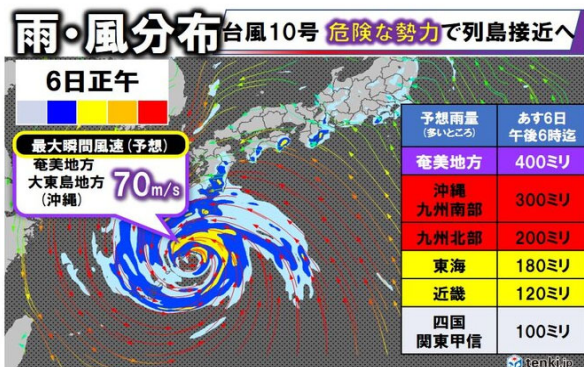 雨・風分布
台風10号 危険な勢力で列島接近へ
6日正午
最大瞬間風速(予想)
奄美地方
大東島地方
(沖縄)
70m/s
予想雨量
(多いところ)
あす6日
午後6時迄
奄美地方 400ミリ
沖縄
九州南部
300ミリ
九州北部 200ミリ
東海 180ミリ
近畿 120ミリ
四国
関東甲信
100ミリ
tenki.jp